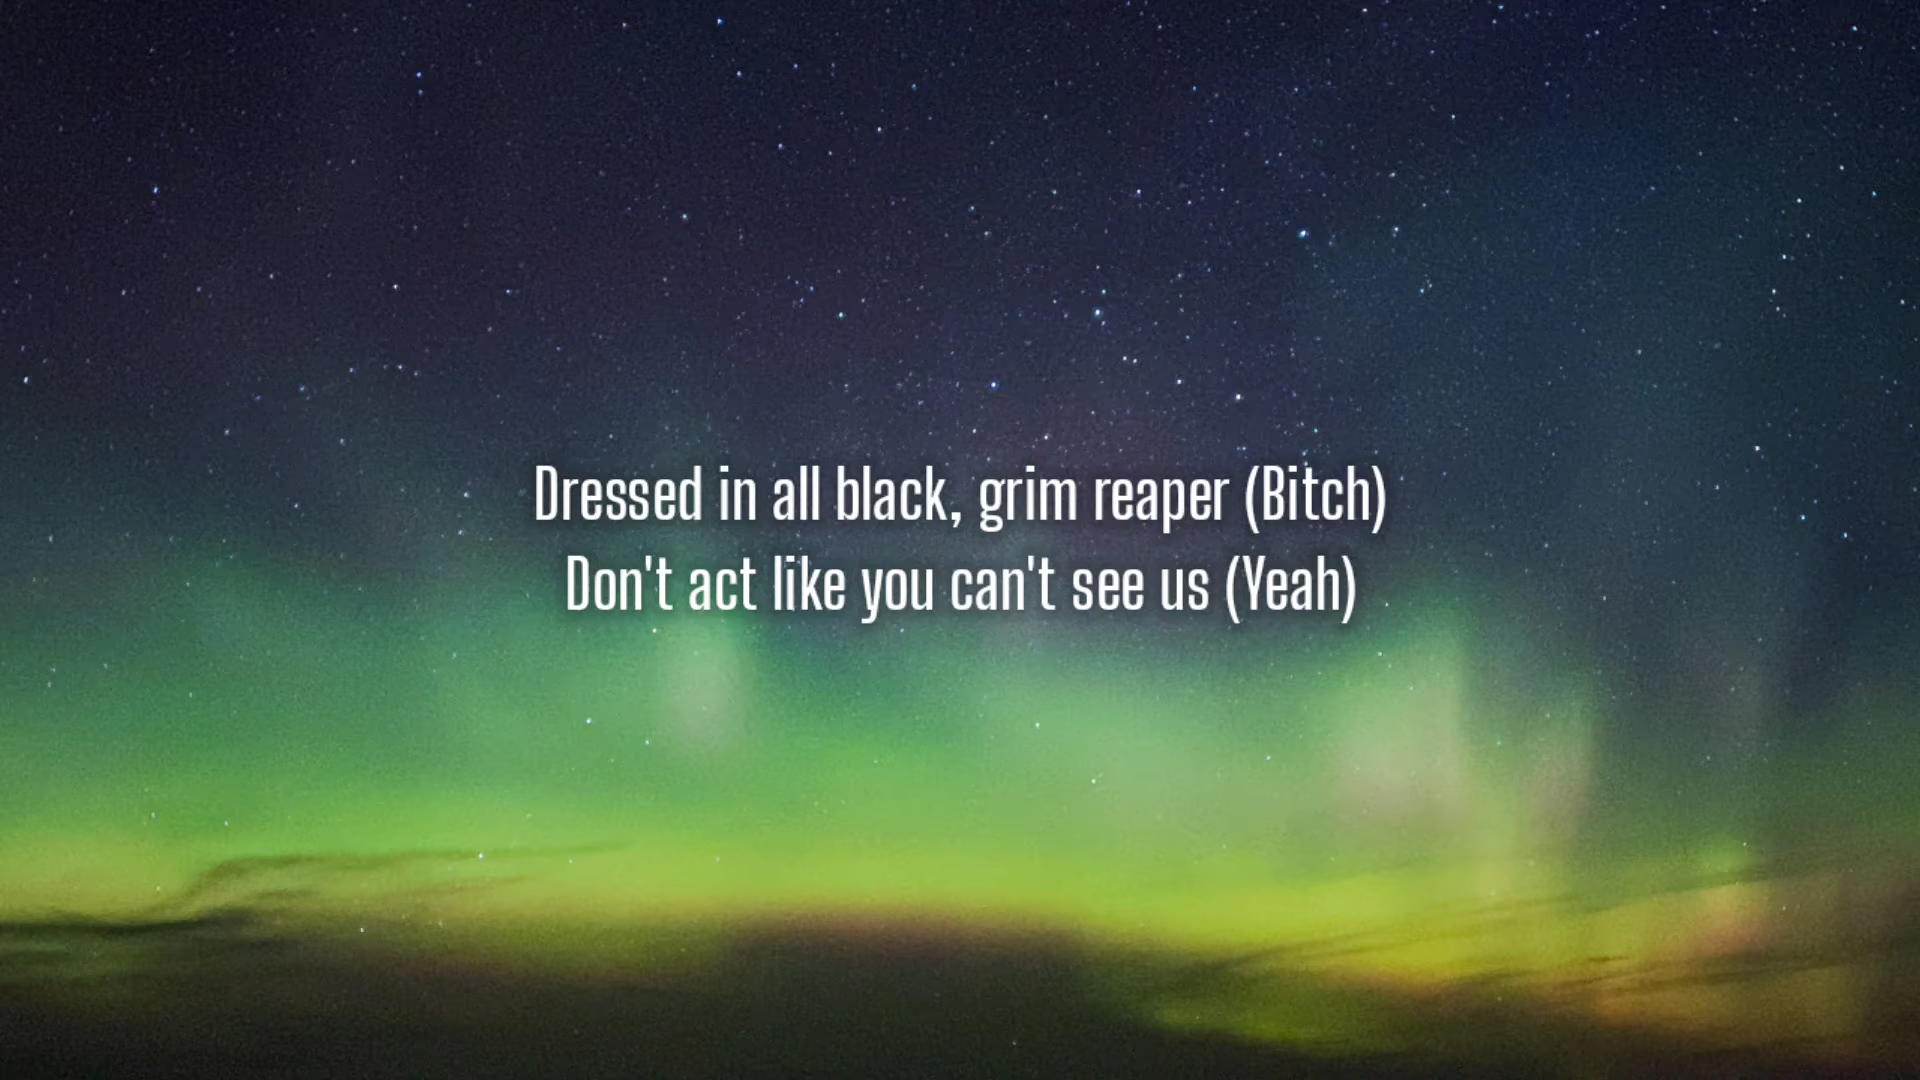 Dressed in all black, grim reaper (Bitch)
Don't act like you can't see us (Yeah)